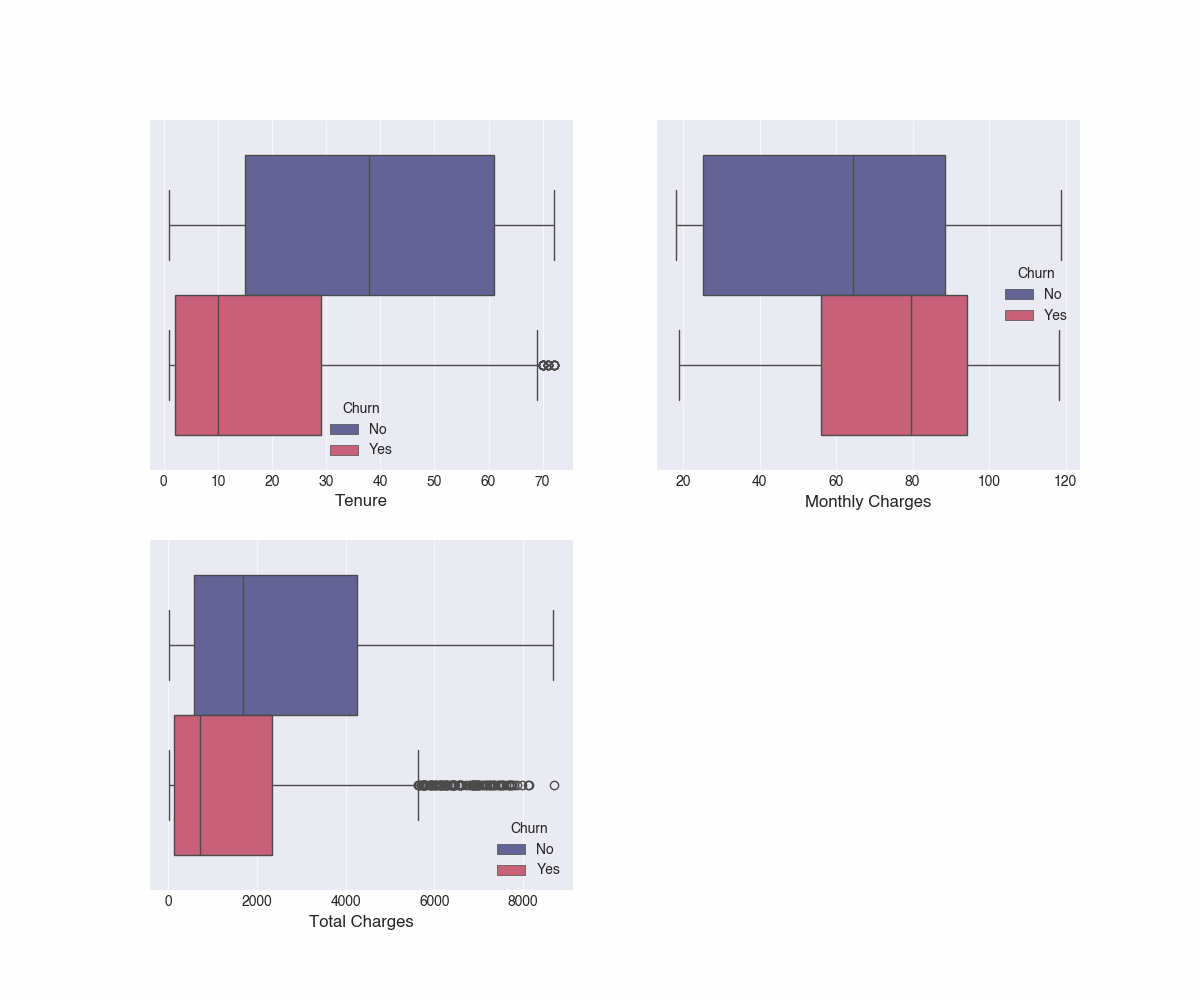 Churn
No
Yes
0 10 20 30 40 50 60 70
Tenure
Churn
No
Yes
20 40 60 80 100 120
Monthly Charges
Churn
No
Yes
0 2000 4000 6000 8000
Total Charges